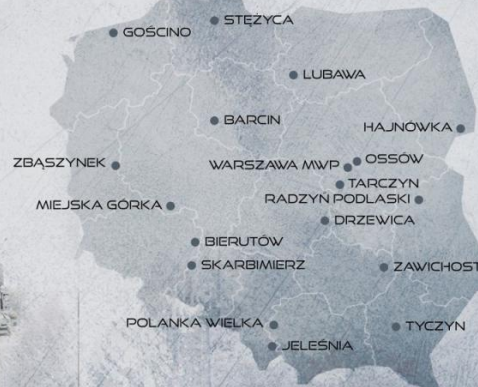 STĘŻYCA
GOŚCINO
LUBAWA
BARCIN
HAJNÓWKA
OSSÓW
ZBĄSZYNEK
WARSZAWA MWP
TARCZYN
RADZYŃ PODLASKI
MIEJSKA GÓRKA
DRZEWICA
BIERUTÓW
SKARBIMIERZ
ZAWICHOST
POLANKA WIELKA
TYCZYN
JELEŚNIA